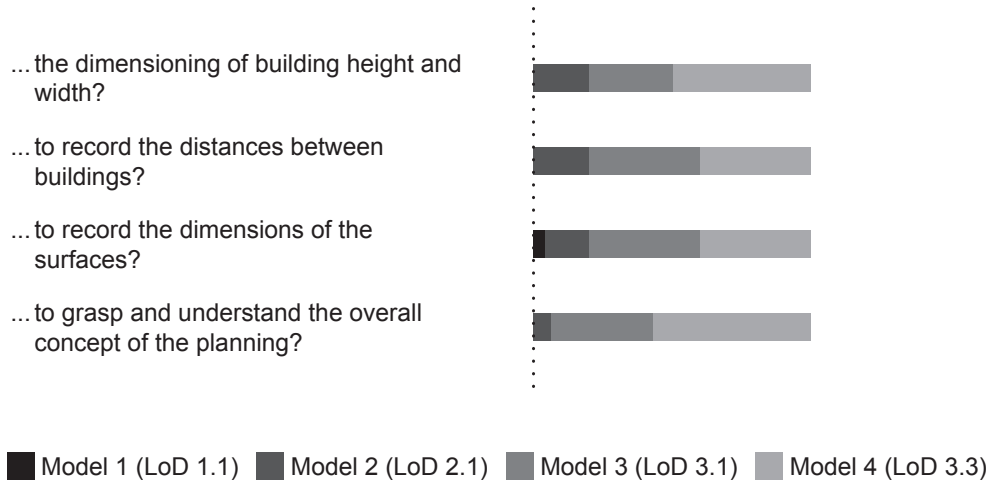 ... the dimensioning of building height and
width?
... to record the distances between
buildings?
... to record the dimensions of the
surfaces?
... to grasp and understand the overall
concept of the planning?
Model 1 (LoD 1.1) Model 2 (LoD 2.1) Model 3 (LoD 3.1) Model 4 (LoD 3.3)